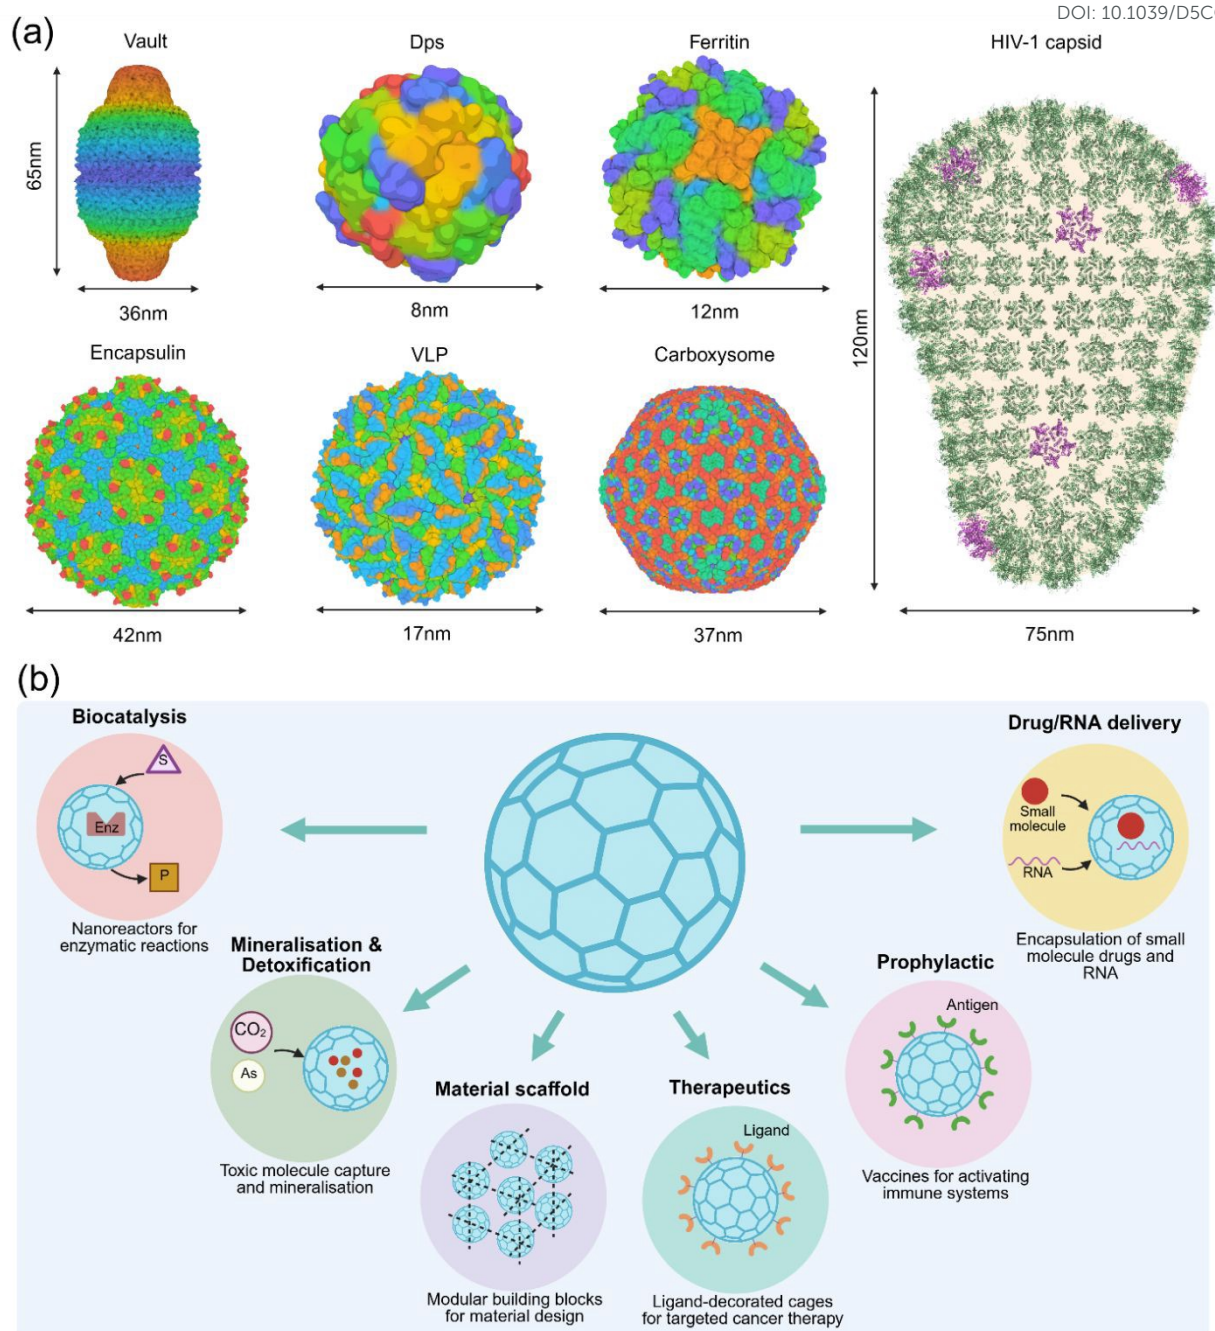 DOI: 10.1039/D5C
(a)
Vault
Dps
Ferritin
HIV-1 capsid
65nm
36nm
8nm
12nm
120nm
Encapsulin
VLP
Carboxysome
42nm
17nm
37nm
75nm
(b)
Biocatalysis
S
Enz
P
Nanoreactors for
enzymatic reactions
Drug/RNA delivery
Small
molecule
RNA
Encapsulation of small
molecule drugs and
RNA
Mineralisation &
Detoxification
CO₂
As
Toxic molecule capture
and mineralisation
Prophylactic
Antigen
Vaccines for activating
immune systems
Material scaffold
Modular building blocks
for material design
Therapeutics
Ligand
Ligand-decorated cages
for targeted cancer therapy